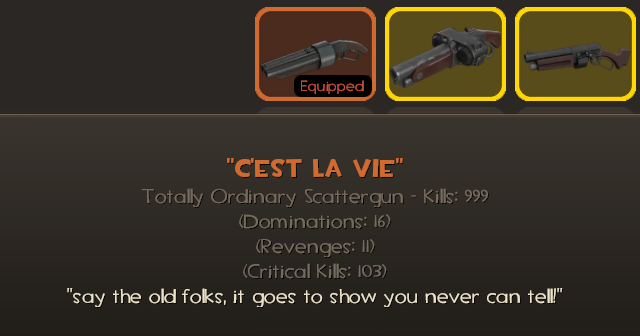 Equipped
"C'EST LA VIE"
Totally Ordinary Scattergun - Kills: 999
(Dominations: 16)
(Revenges: 11)
(Critical Kills: 103)
"say the old folks, it goes to show you never can tell!"